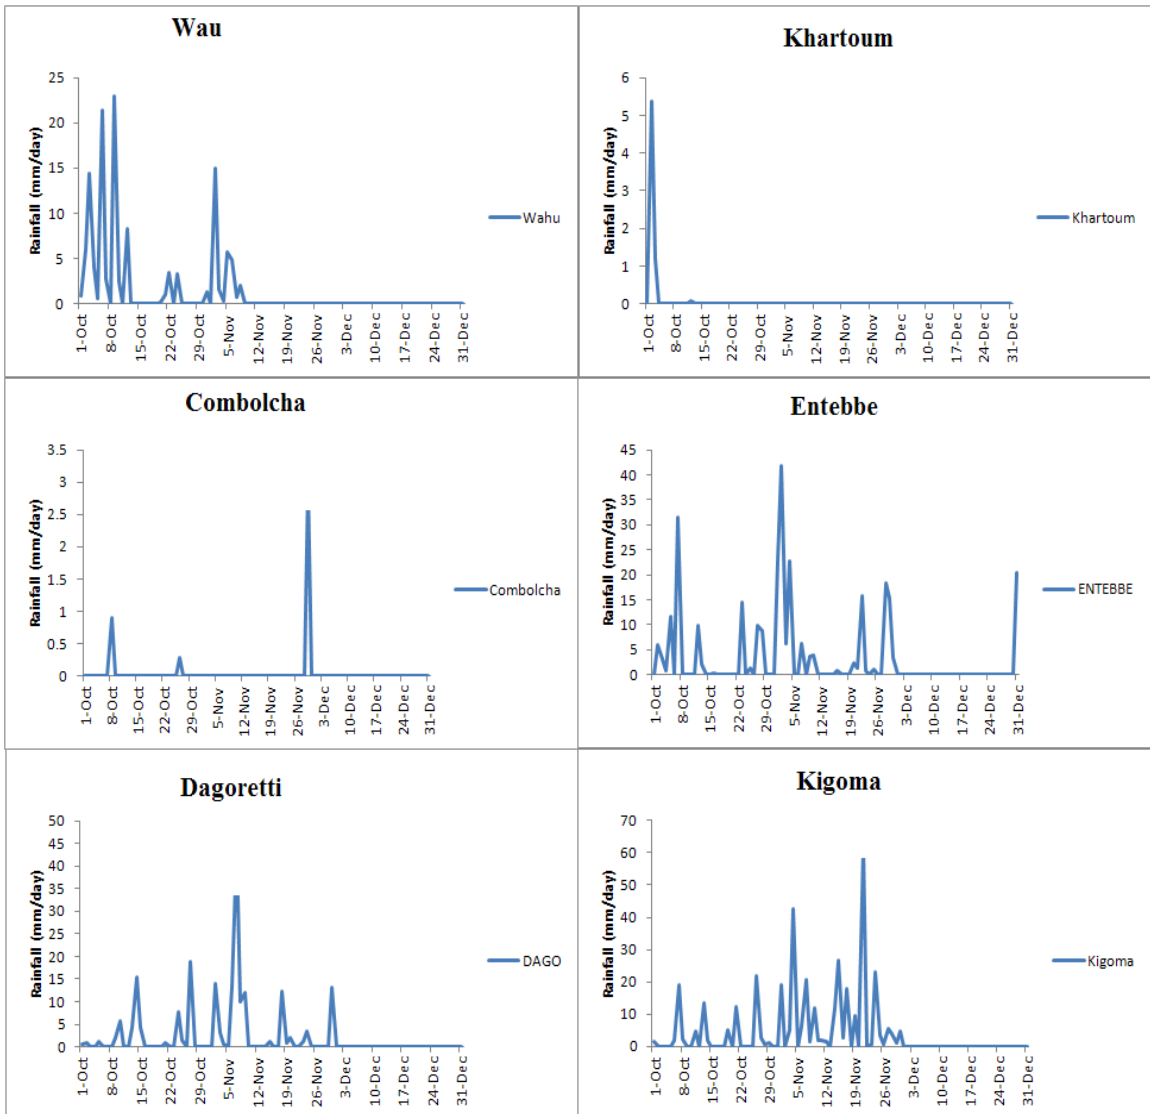 Wau
Rainfall (mm/day)
25
20
15
10
5
0
1-Oct
8-Oct
15-Oct
22-Oct
29-Oct
5-Nov
12-Nov
19-Nov
26-Nov
3-Dec
10-Dec
17-Dec
24-Dec
31-Dec
Wahu
Khartoum
Rainfall (mm/day)
6
5
4
3
2
1
0
1-Oct
8-Oct
15-Oct
22-Oct
29-Oct
5-Nov
12-Nov
19-Nov
26-Nov
3-Dec
10-Dec
17-Dec
24-Dec
31-Dec
Khartoum
Combolcha
Rainfall (mm/day)
3.5
3
2.5
2
1.5
1
0.5
0
1-Oct
8-Oct
15-Oct
22-Oct
29-Oct
5-Nov
12-Nov
19-Nov
26-Nov
3-Dec
10-Dec
17-Dec
24-Dec
31-Dec
Combolcha
Entebbe
Rainfall (mm/day)
45
40
35
30
25
20
15
10
5
0
1-Oct
8-Oct
15-Oct
22-Oct
29-Oct
5-Nov
12-Nov
19-Nov
26-Nov
3-Dec
10-Dec
17-Dec
24-Dec
31-Dec
ENTEBBE
Dagoretti
Rainfall (mm/day)
50
45
40
35
30
25
20
15
10
5
0
1-Oct
8-Oct
15-Oct
22-Oct
29-Oct
5-Nov
12-Nov
19-Nov
26-Nov
3-Dec
10-Dec
17-Dec
24-Dec
31-Dec
DAGO
Kigoma
Rainfall (mm/day)
70
60
50
40
30
20
10
0
1-Oct
8-Oct
15-Oct
22-Oct
29-Oct
5-Nov
12-Nov
19-Nov
26-Nov
3-Dec
10-Dec
17-Dec
24-Dec
31-Dec
Kigoma